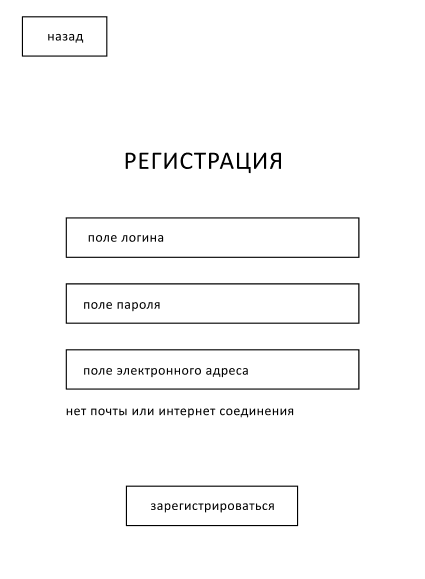 назад
РЕГИСТРАЦИЯ
поле логина
поле пароля
поле электронного адреса
нет почты или интернет соединения
зарегистрироваться